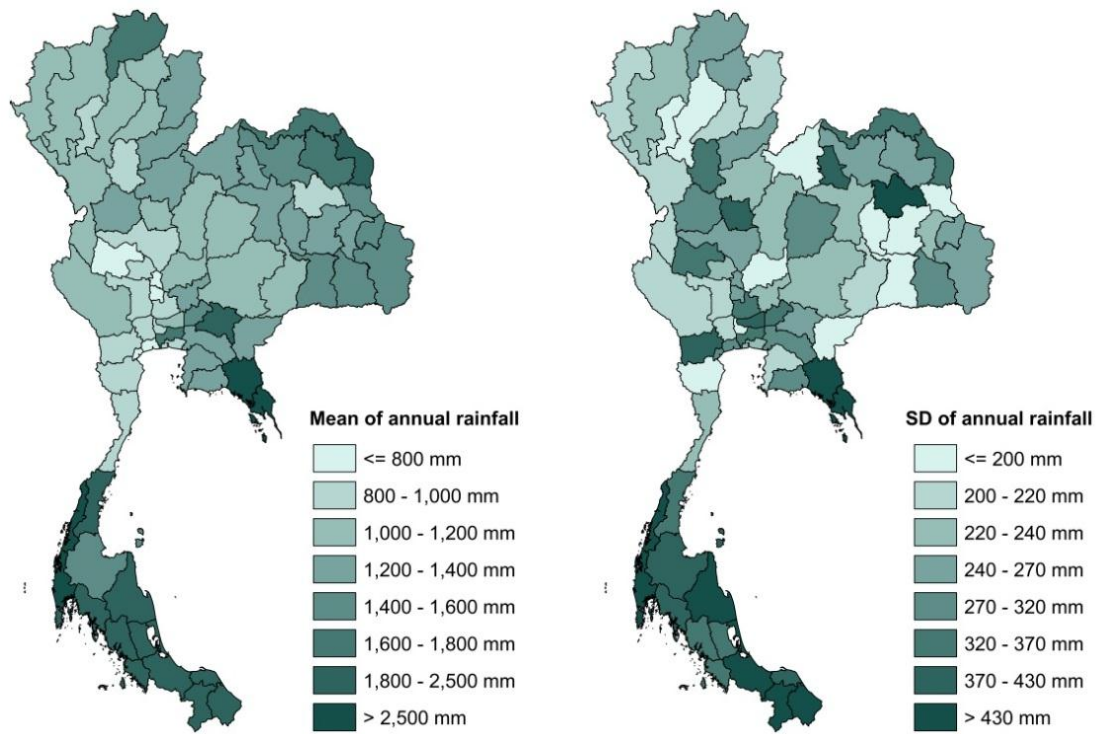 Mean of annual rainfall
<= 800 mm
800 - 1,000 mm
1,000 - 1,200 mm
1,200 - 1,400 mm
1,400 - 1,600 mm
1,600 - 1,800 mm
1,800 - 2,500 mm
> 2,500 mm
SD of annual rainfall
<= 200 mm
200 - 220 mm
220 - 240 mm
240 - 270 mm
270 - 320 mm
320 - 370 mm
370 - 430 mm
> 430 mm